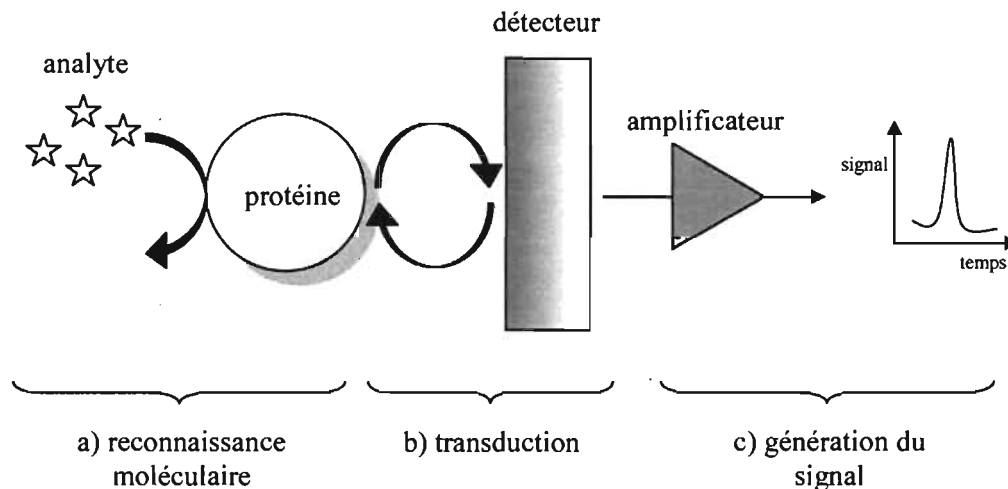 détecteur
analyte
amplificateur
signal
protéine
temps
a) reconnaissance
moléculaire
b) transduction
c) génération du
signal